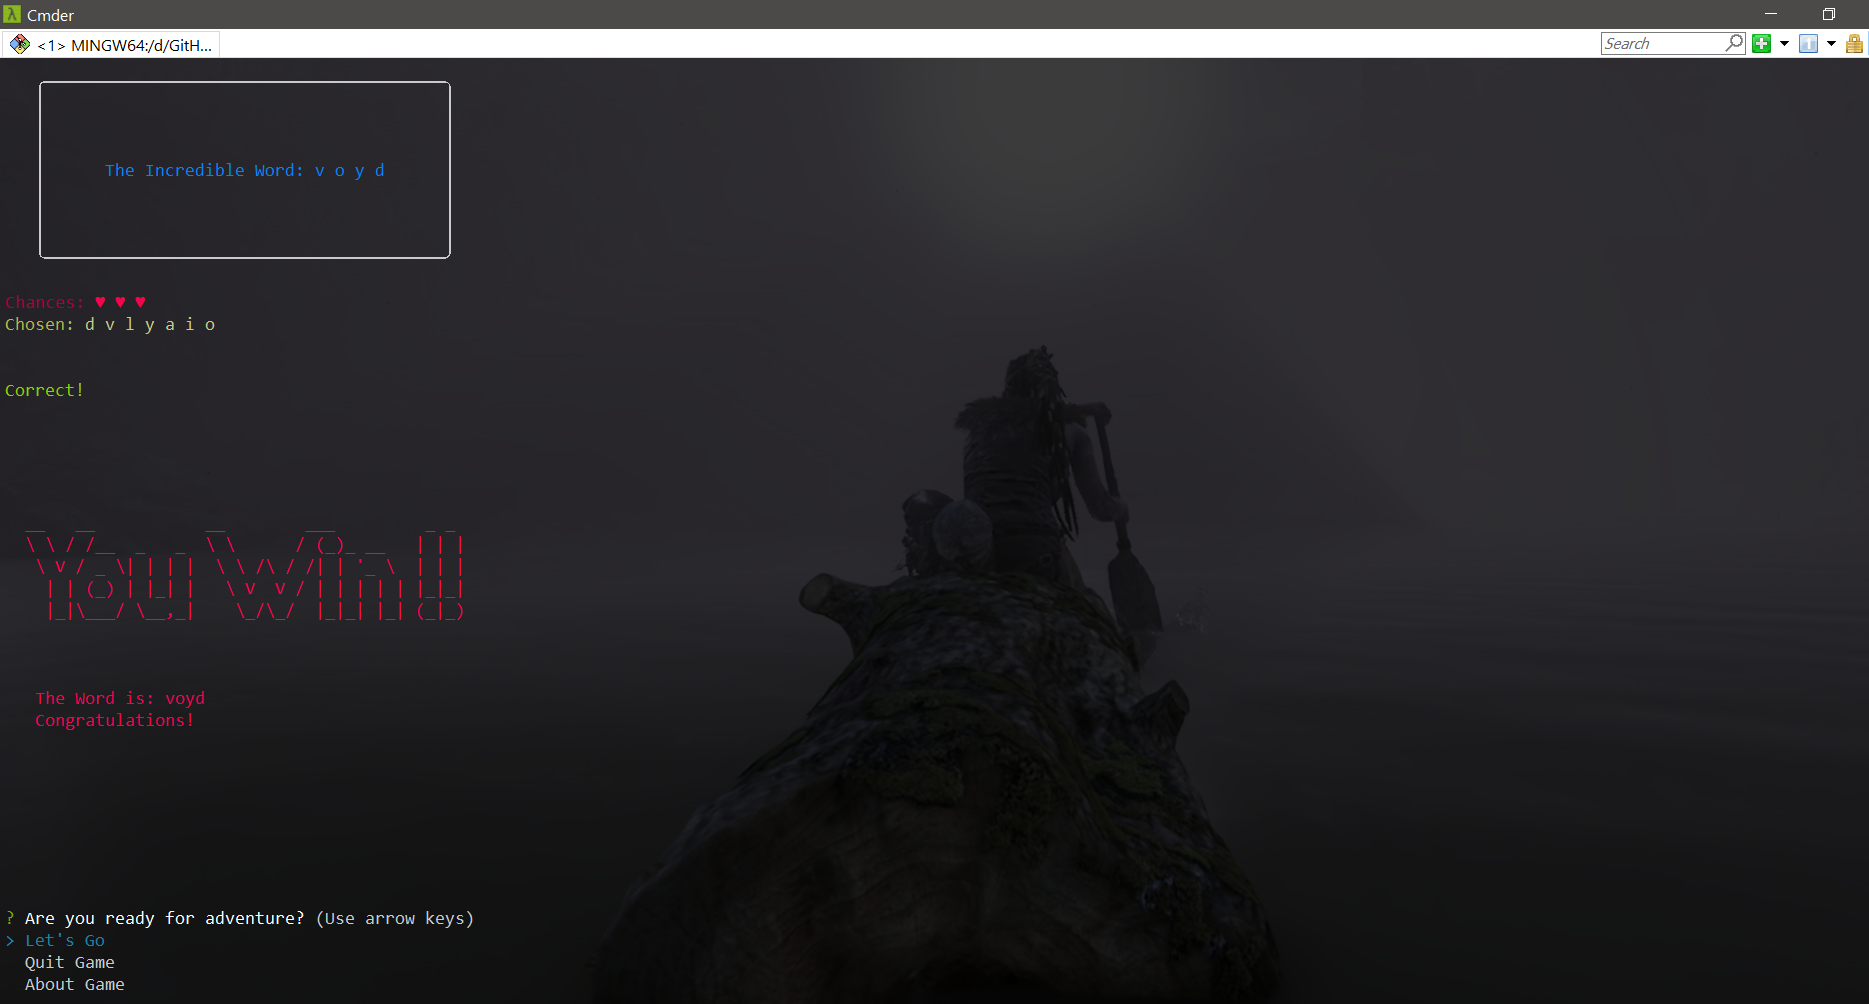 Cmder
<1> MINGW64:/d/GitH...
Search
The Incredible Word: v o y d
Chances: ♥ ♥ ♥
Chosen: d v l y a i o
Correct!
You Win!!
The Word is: voyd
Congratulations!
? Are you ready for adventure? (Use arrow keys)
> Let's Go
Quit Game
About Game